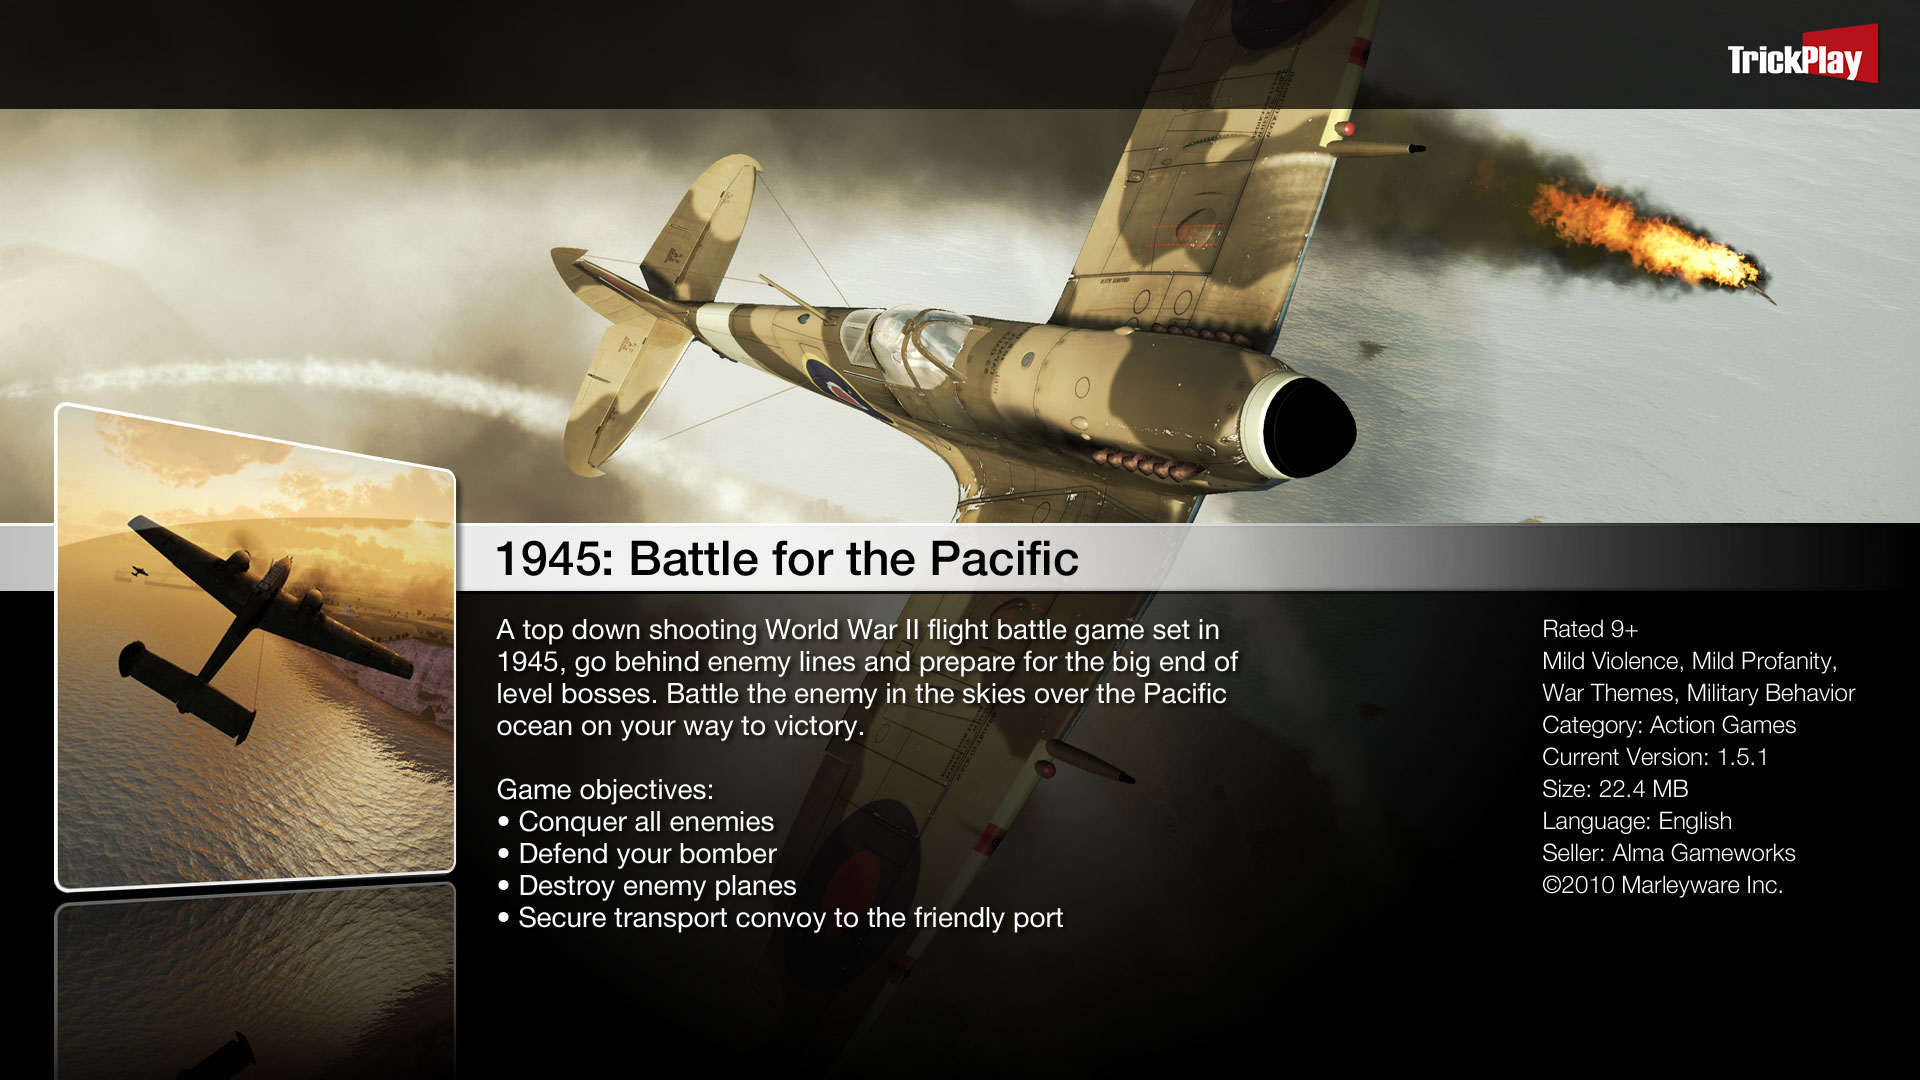 TrickPlay
1945: Battle for the Pacific
A top down shooting World War II flight battle game set in
1945, go behind enemy lines and prepare for the big end of
level bosses. Battle the enemy in the skies over the Pacific
ocean on your way to victory.
Game objectives:
• Conquer all enemies
• Defend your bomber
• Destroy enemy planes
• Secure transport convoy to the friendly port
Rated 9+
Mild Violence, Mild Profanity,
War Themes, Military Behavior
Category: Action Games
Current Version: 1.5.1
Size: 22.4 MB
Language: English
Seller: Alma Gameworks
©2010 Marleyware Inc.